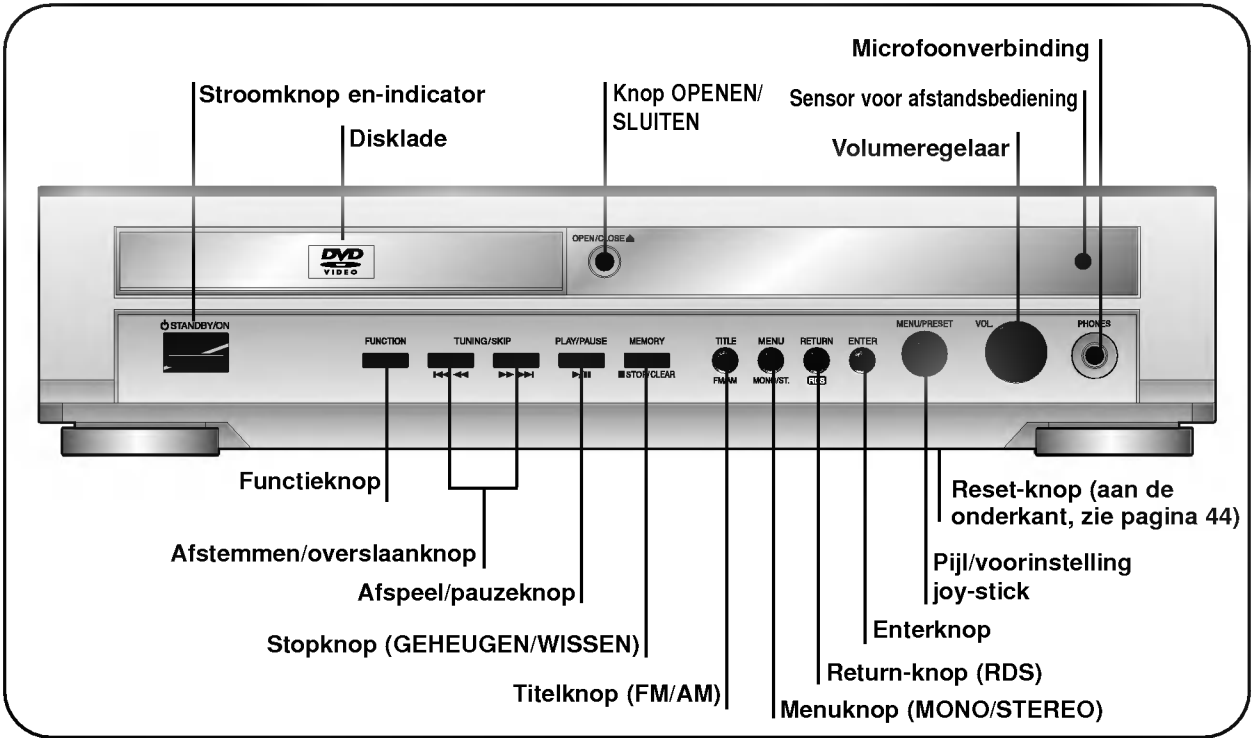 Microfoonverbinding
Stroomknop en-indicator
Knop OPENEN/
SLUITEN
Sensor voor afstandsbediening
Disklade
Volumeregelaar
OPEN/CLOSE
DVD
VIDEO
STANDBY/ON
FUNCTION
TUNING/SKIP
PLAY/PAUSE
MEMORY
STOP/CLEAR
TITLE
FM/AM
MENU
MONO/ST.
RETURN
RDS
ENTER
MENU/PRESET
VOL.
PHONES
Functieknop
Reset-knop (aan de
onderkant, zie pagina 44)
Afstemmen/overslaanknop
Pijl/voorinstelling
joy-stick
Afspeel/pauzeknop
Enterknop
Stopknop (GEHEUGEN/WISSEN)
Return-knop (RDS)
Titelknop (FM/AM)
Menuknop (MONO/STEREO)